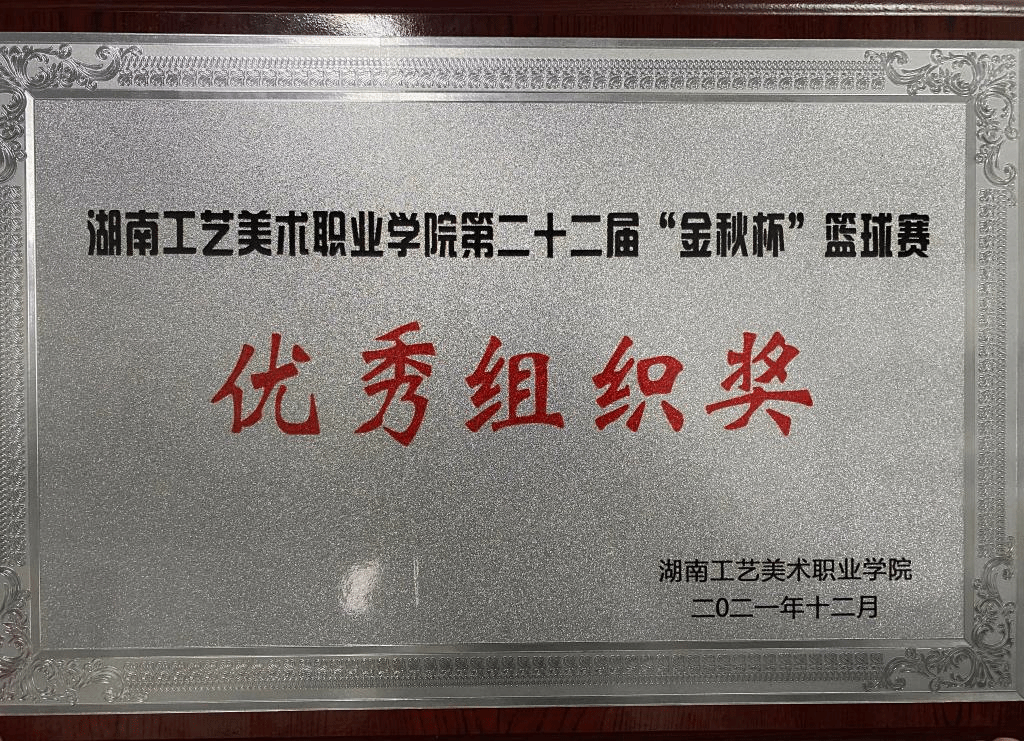 湖南工艺美术职业学院第二十二届“金秋杯”篮球赛
优秀组织奖
湖南工艺美术职业学院
二0二一年十二月